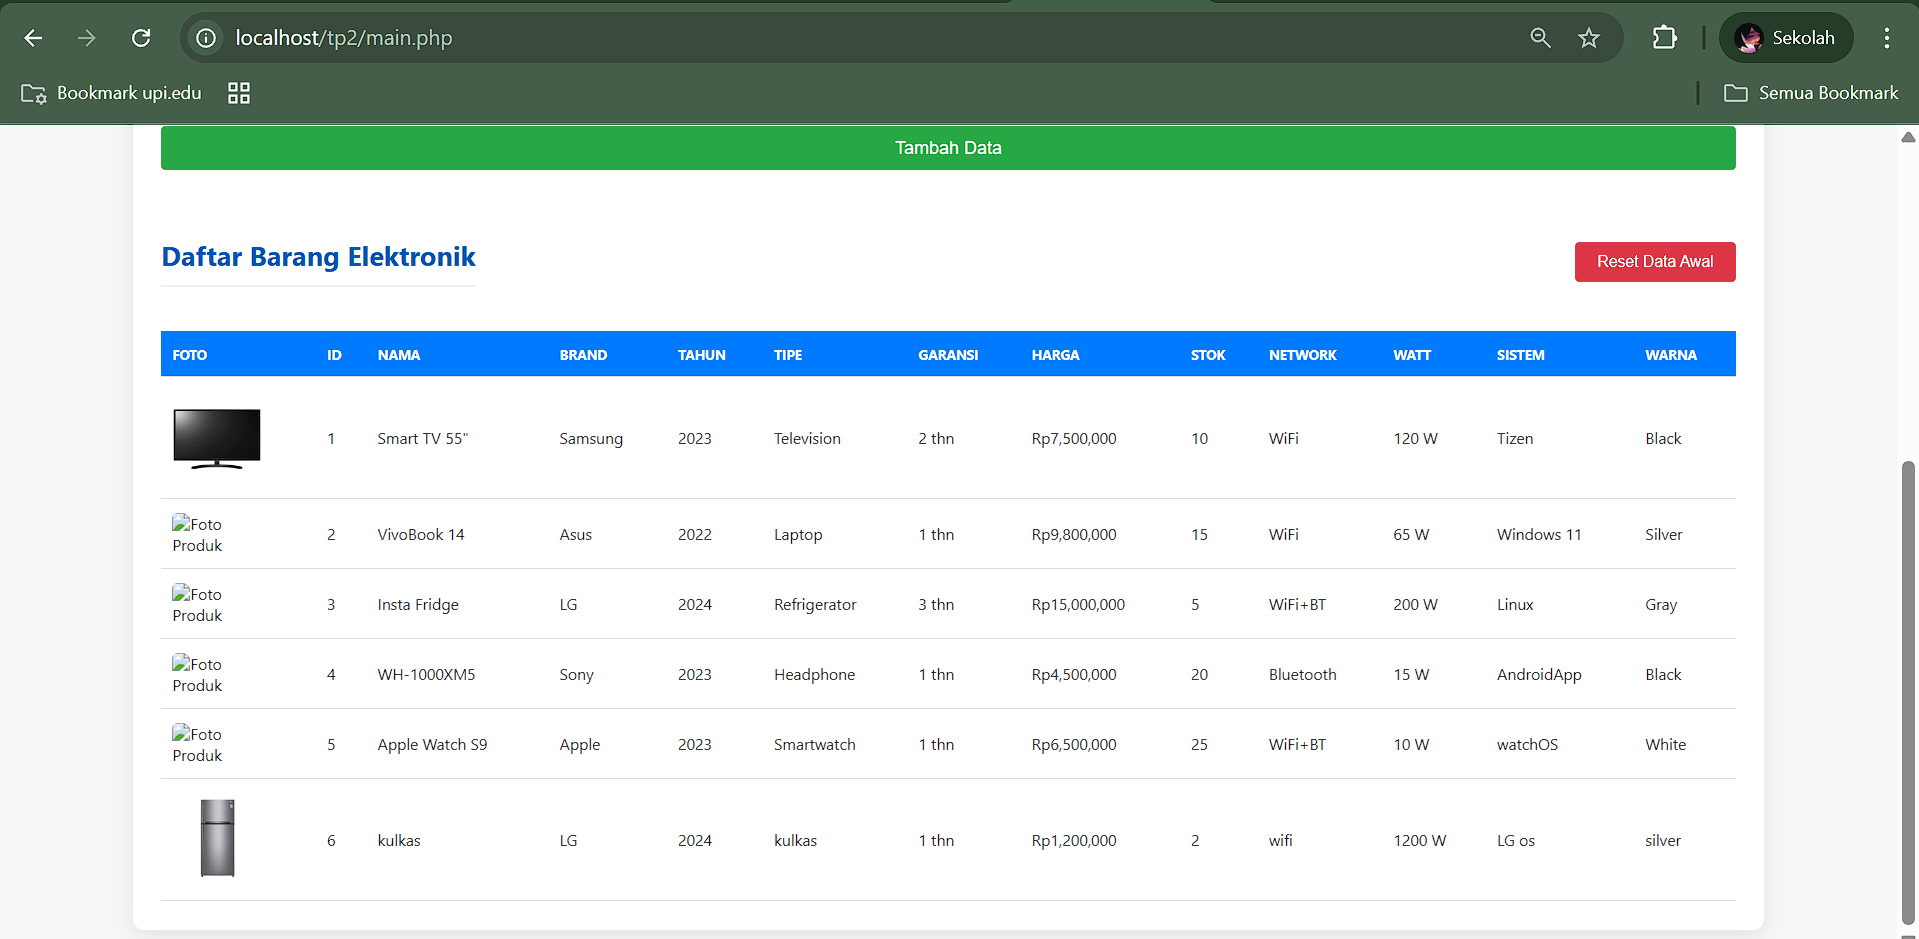 localhost/tp2/main.php
Sekolah
Bookmark upi.edu
Semua Bookmark
Tambah Data
Daftar Barang Elektronik
Reset Data Awal
FOTO ID NAMA BRAND TAHUN TIPE GARANSI HARGA STOK NETWORK WATT SISTEM WARNA
1 Smart TV 55" Samsung 2023 Television 2 thn Rp7,500,000 10 WiFi 120 W Tizen Black
Foto Produk 2 VivoBook 14 Asus 2022 Laptop 1 thn Rp9,800,000 15 WiFi 65 W Windows 11 Silver
Foto Produk 3 Insta Fridge LG 2024 Refrigerator 3 thn Rp15,000,000 5 WiFi+BT 200 W Linux Gray
Foto Produk 4 WH-1000XM5 Sony 2023 Headphone 1 thn Rp4,500,000 20 Bluetooth 15 W AndroidApp Black
Foto Produk 5 Apple Watch S9 Apple 2023 Smartwatch 1 thn Rp6,500,000 25 WiFi+BT 10 W watchOS White
6 kulkas LG 2024 kulkas 1 thn Rp1,200,000 2 wifi 1200 W LG os silver